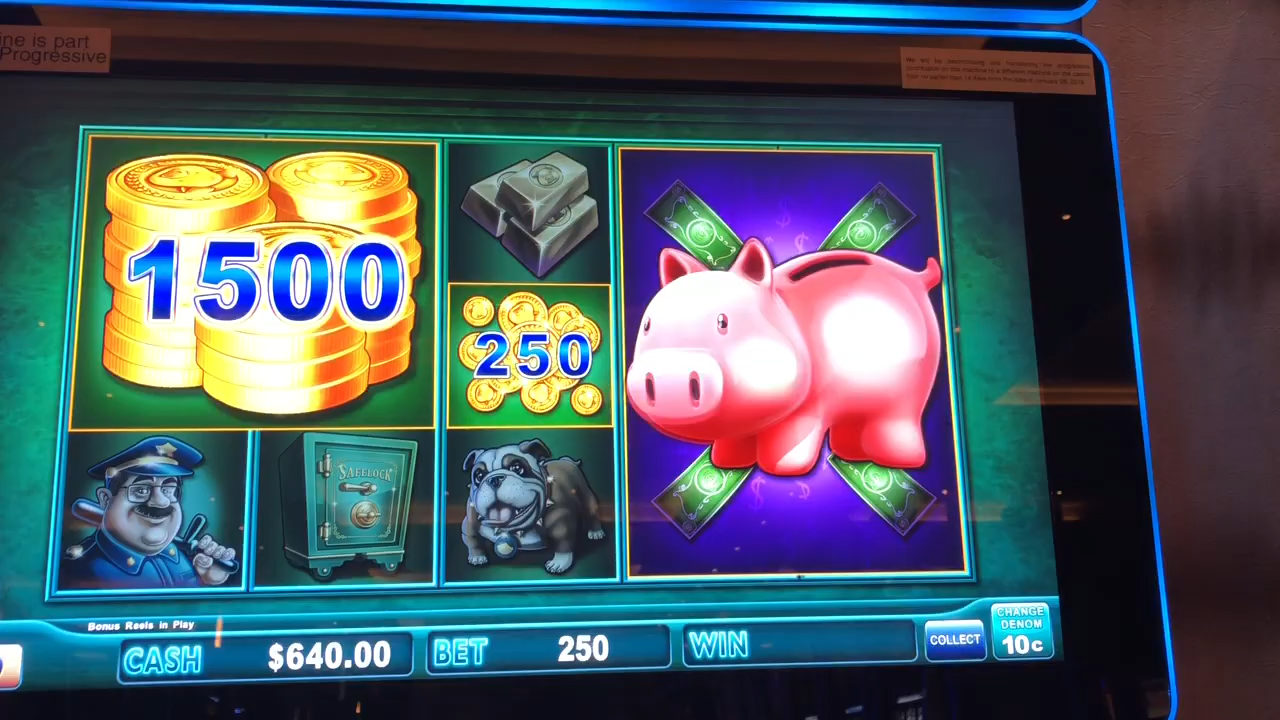 ine is part
Progressive
1500
250
SAFELOCK
Bonus Reels in Play
CASH $640.00
BET 250
WIN
COLLECT
CHANGE
DENOM
10¢